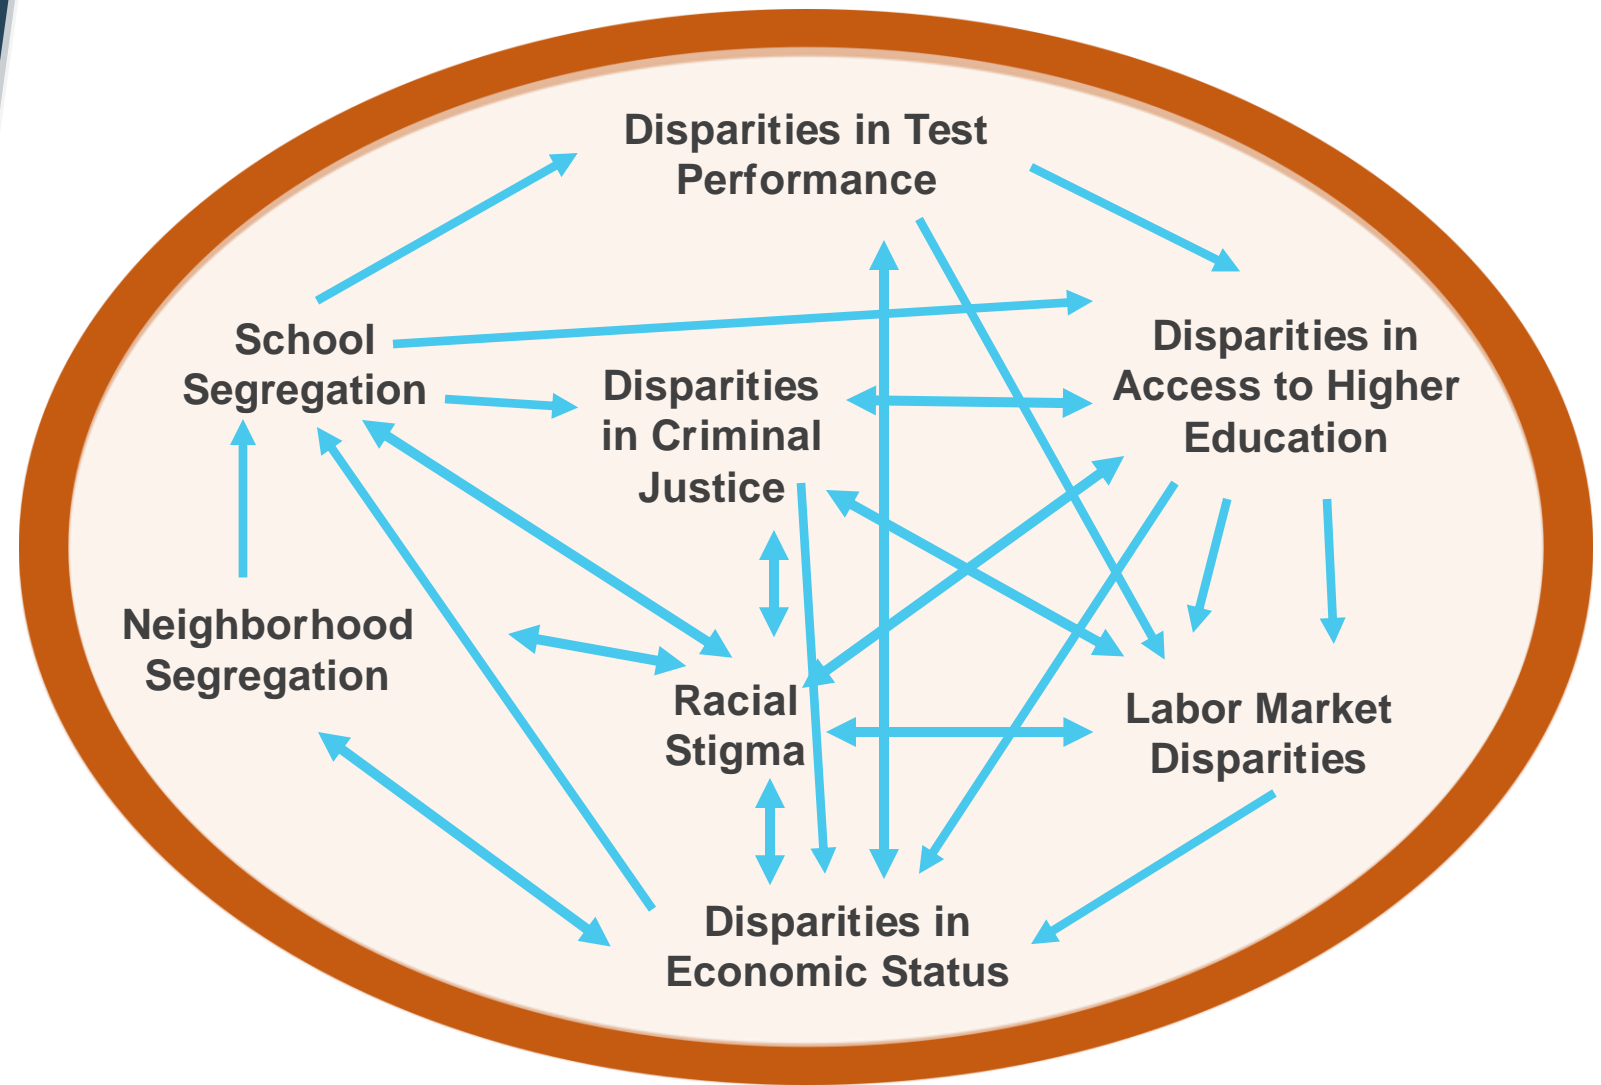 Disparities in Test
Performance
School
Segregation
Disparities
in Criminal
Justice
Disparities in
Access to Higher
Education
Neighborhood
Segregation
Racial
Stigma
Labor Market
Disparities
Disparities in
Economic Status